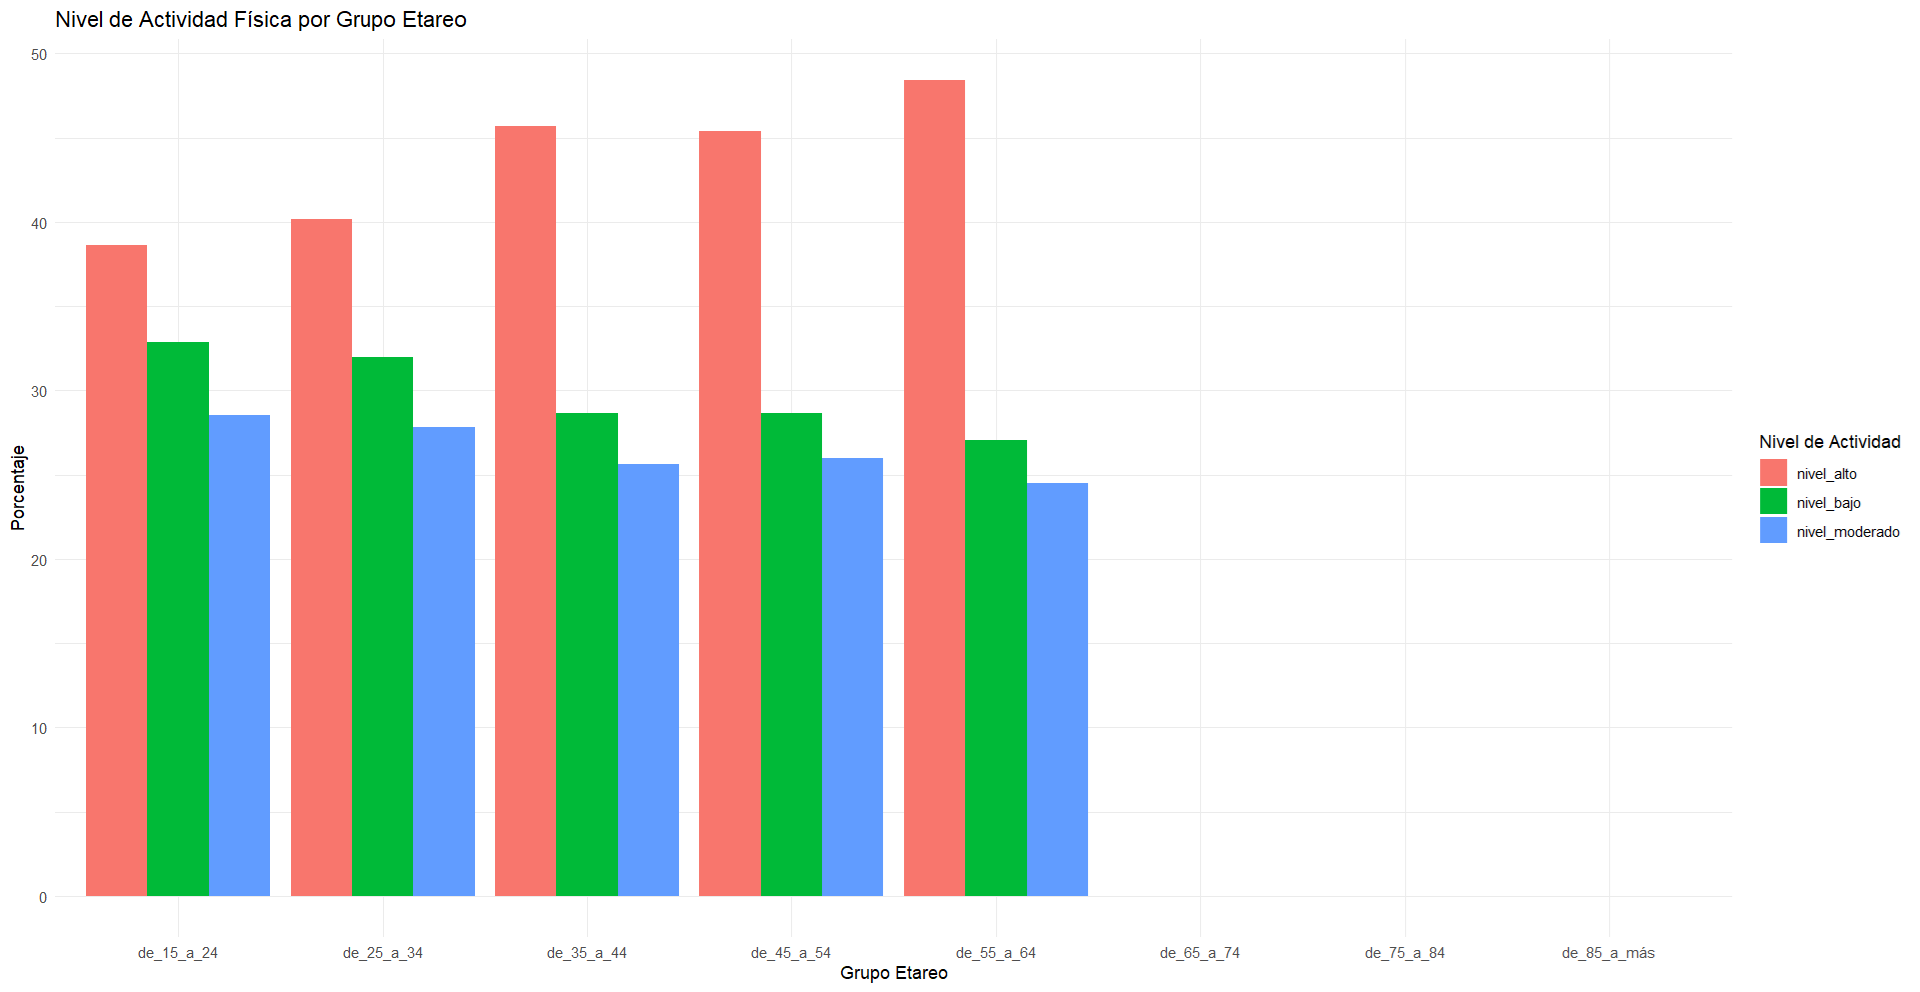 Nivel de Actividad Física por Grupo Etareo
50
40
30
20
10
0
Porcentaje
de_15_a_24
de_25_a_34
de_35_a_44
de_45_a_54
de_55_a_64
de_65_a_74
de_75_a_84
de_85_a_más
Grupo Etareo
Nivel de Actividad
nivel_alto
nivel_bajo
nivel_moderado